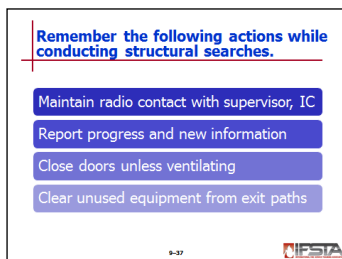 Remember the following actions while
conducting structural searches.
Maintain radio contact with supervisor, IC
Report progress and new information
Close doors unless ventilating
Clear unused equipment from exit paths
9–37
IFSTA